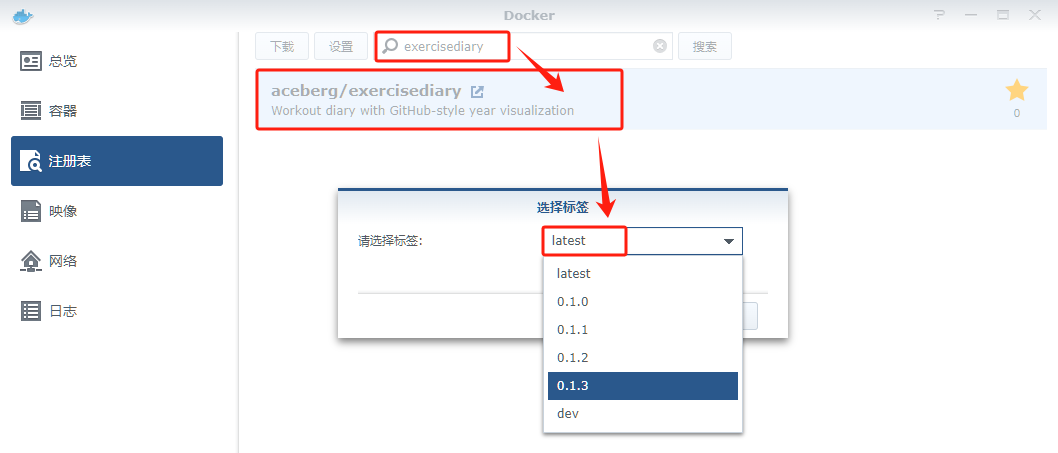 Docker
总览
容器
注册表
映像
网络
日志
下载 设置 exercisediary 搜索
aceberg/exercisediary
Workout diary with GitHub-style year visualization
0
选择标签
请选择标签: latest
latest
0.1.0
0.1.1
0.1.2
0.1.3
dev